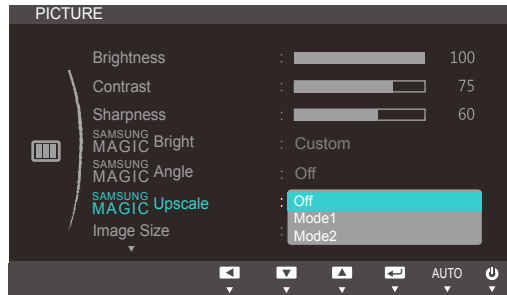 PICTURE
Brightness : 100
Contrast : 75
Sharpness : 60
SAMSUNG
MAGIC Bright : Custom
SAMSUNG
MAGIC Angle : Off
SAMSUNG
MAGIC Upscale : Off
Mode1
Mode2
Image Size :
AUTO